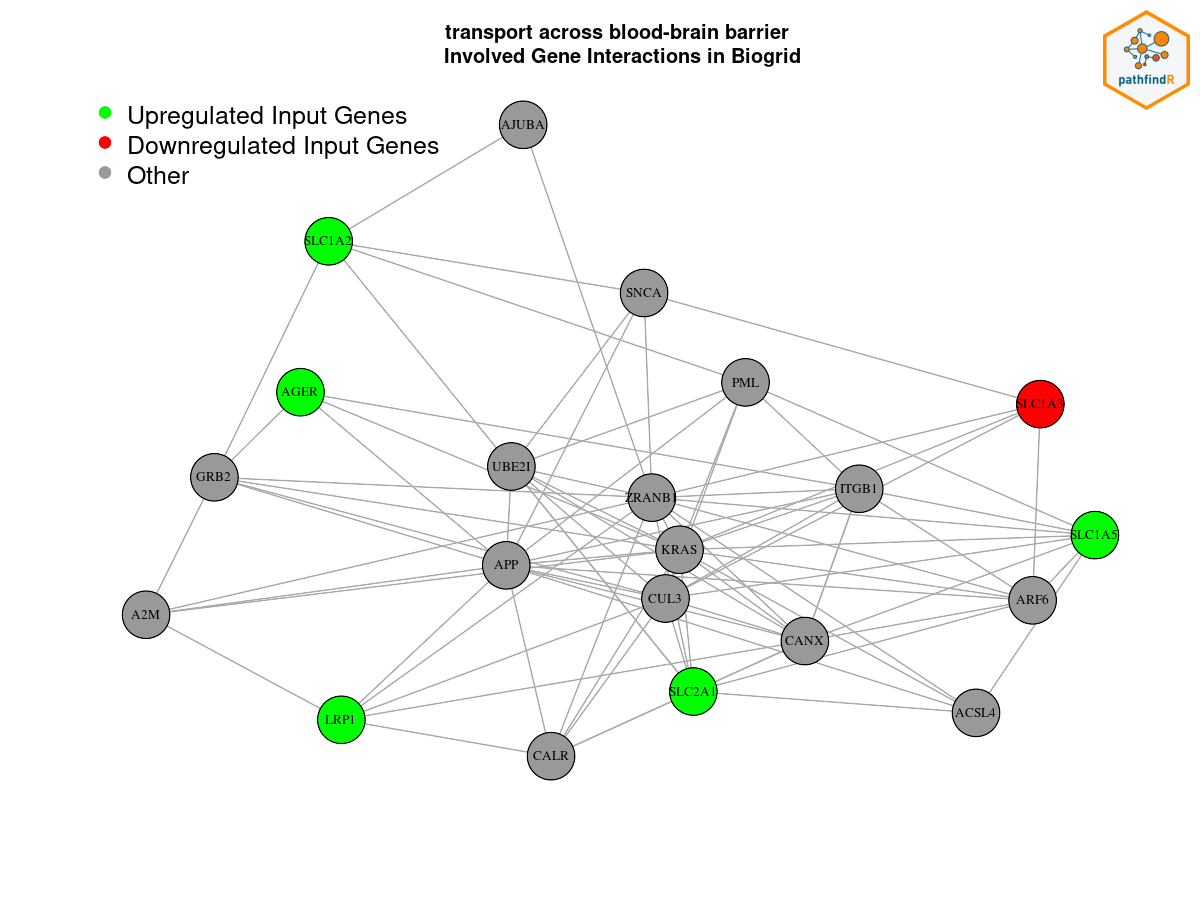 transport across blood-brain barrier
Involved Gene Interactions in Biogrid
pathfindR
Upregulated Input Genes
Downregulated Input Genes
Other
AJUBA
SLC1A2
SNCA
PML
AGER
SLC1A3
UBE2I
GRB2
ZRANB1
ITGB1
SLC1A5
KRAS
APP
CUL3
ARF6
A2M
CANX
SLC2A1
LRP1
ACSL4
CALR